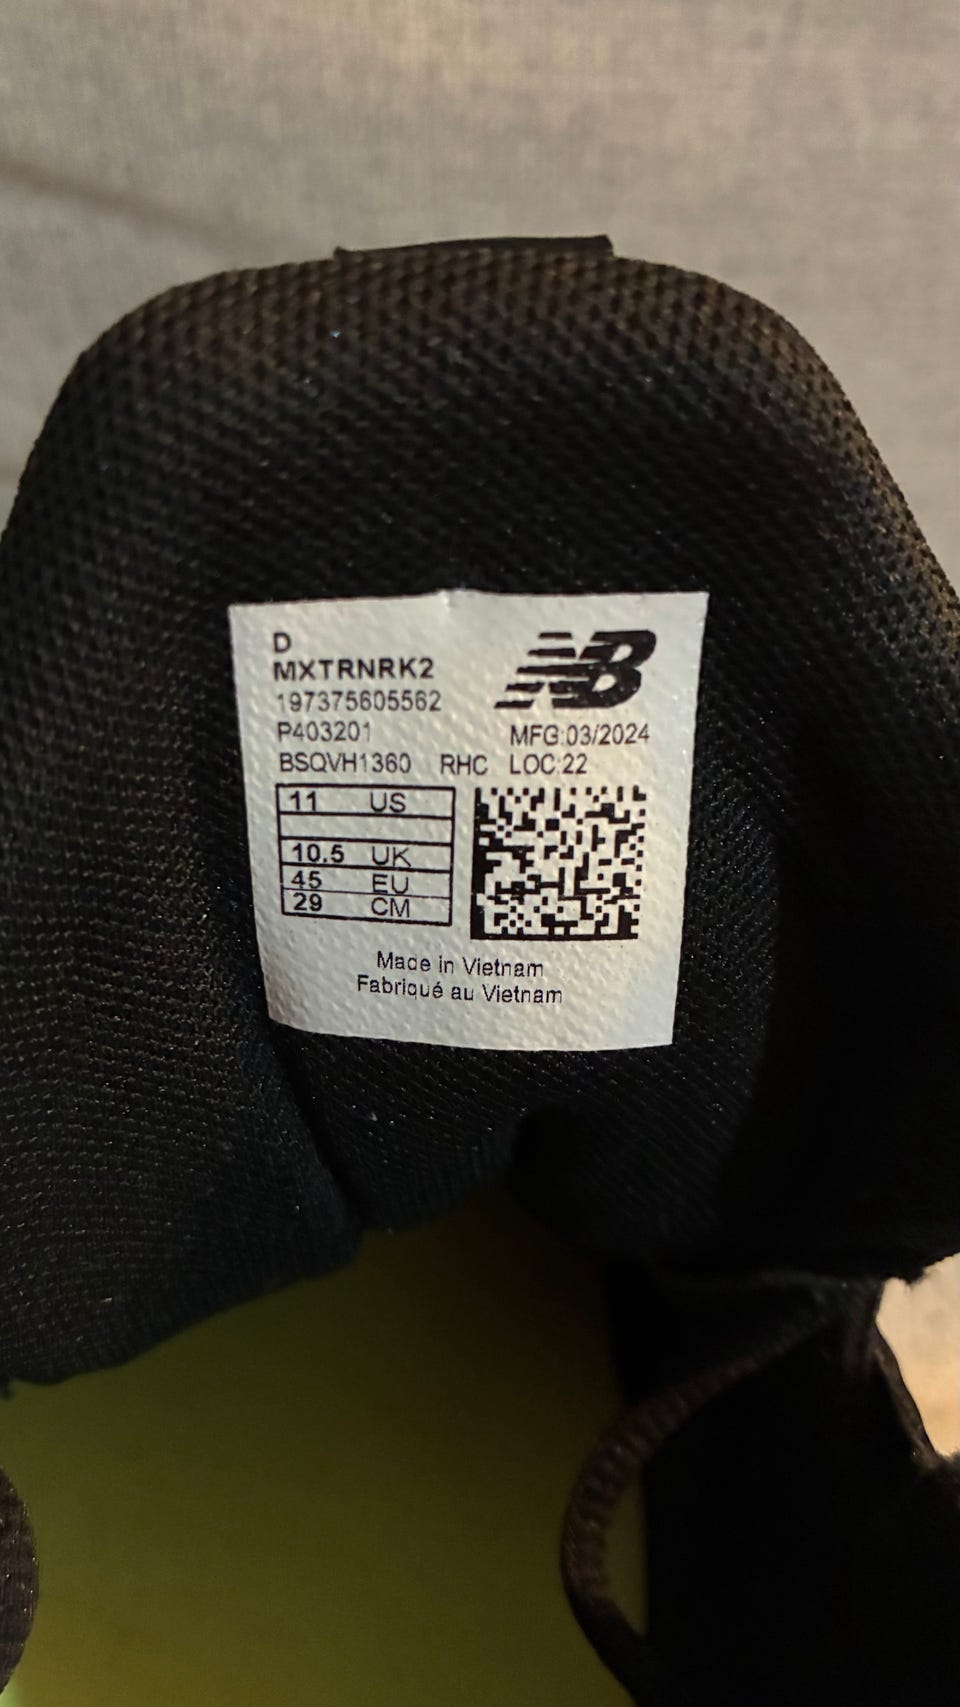 D
MXTRNRK2
197375605562
P403201 MFG:03/2024
BSQVH1360 RHC LOC:22
11 US
10.5 UK
45 EU
29 CM
Made in Vietnam
Fabriqué au Vietnam
NB